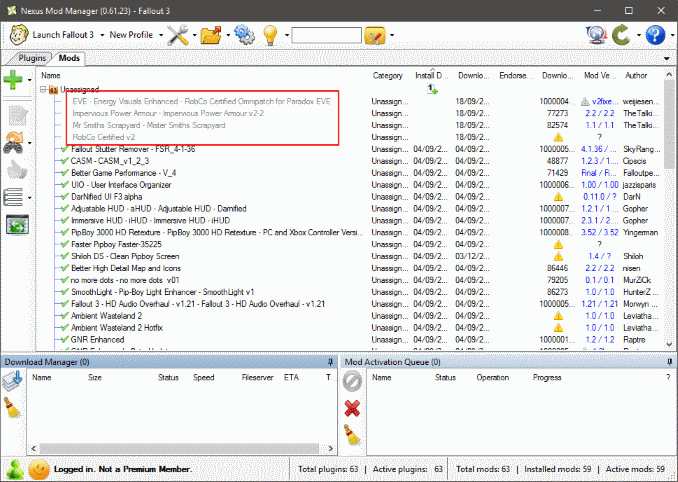 Nexus Mod Manager (0.61.23) - Fallout 3
Launch Fallout 3 New Profile
Plugins Mods
Name Category Install D... Downlo... Endorse... Downlo... Mod Ve... Author
Unassigned
EVE - Energy Visuals Enhanced - RobCo Certified Omnipatch for Paradox EVE Unassign... 18/09/2... 1000004... v2fixe... weijiesen...
Impervious Power Armour - Impervious Power Armour v2-2 Unassign... 18/09/2... 77273 2.2 / 2.2 TheTalki...
Mr Smiths Scrapyard - Mister Smiths Scrapyard Unassign... 18/09/2... 82574 1.1 / 1.1 TheTalki...
RobCo Certified v2 Unassign... 18/09/2... ?
Fallout Stutter Remover - FSR_4-1-36 Unassign... 04/09/2... 04/09/2... 4.1.36 / ... SkyRang...
CASM - CASM_v1_2_3 Unassign... 04/09/2... 04/09/2... 48877 1.2.3 / 1.... Cipscis
Better Game Performance - V_4 Unassign... 04/09/2... 04/09/2... 71429 Final / Fi... Falloutpe...
UIO - User Interface Organizer Unassign... 04/09/2... 04/09/2... 1000006... 1.00 / 1.00 jazzisparis
DarNified UI F3 alpha Unassign... 04/09/2... 04/09/2... 0.11.0 / ? DarN
Adjustable HUD - aHUD - Adjustable HUD - Damified Unassign... 04/09/2... 04/09/2... 1000007... 1.2.1 / 1.... Gopher
Immersive HUD - iHUD - Immersive HUD - iHUD Unassign... 04/09/2... 04/09/2... 1000007... 1.3.1 / 1.... Gopher
PipBoy 3000 HD Retexture - PipBoy 3000 HD Retexture - PC and Xbox Controller Versi... Unassign... 04/09/2... 04/09/2... 1000008... 3.52 / 3.52 Yingerman
Faster Pipboy Faster-35225 Unassign... 04/09/2... 04/09/2... ?
Shiloh DS - Clean Pipboy Screen Unassign... 04/09/2... 03/12/2... 1.4 / ? Shiloh
Better High Detail Map and Icons Unassign... 04/09/2... 04/09/2... 86446 2.2 / 2.2 nisen
no more dots - no more dots v01 Unassign... 04/09/2... 04/09/2... 79205 0.1 / 0.1 MurZiCk
SmoothLight - Pip-Boy Light Enhancer - SmoothLight v1 Unassign... 04/09/2... 04/09/2... 86273 1.0 / 1.0 HunterZ
Fallout 3 - HD Audio Overhaul - v1.21 - Fallout 3 - HD Audio Overhaul - v1.21 Unassign... 04/09/2... 04/09/2... 1000005... 1.21 / 1.21 Morwyn ...
Ambient Wasteland 2 Unassign... 04/09/2... 04/09/2... 1.0 / 1.0 Leviatha...
Ambient Wasteland 2 Hotfix Unassign... 04/09/2... 04/09/2... 1.0 / 1.0 Leviatha...
GNR Enhanced Unassign... 04/09/2... 04/09/2... 1000001... 1.2 / 1.2 Raptre
Download Manager (0) Mod Activation Queue (0)
Name Size Status Speed Fileserver ETA T... Name Status Operation Progress ?
Logged in. Not a Premium Member. Total plugins: 63 | Active plugins: 63 Total mods: 63 | Installed mods: 59 | Active mods: 59